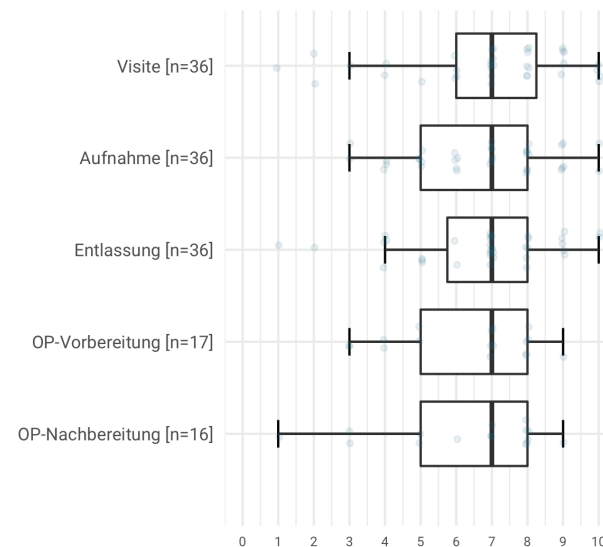 Visite [n=36]
Aufnahme [n=36]
Entlassung [n=36]
OP-Vorbereitung [n=17]
OP-Nachbereitung [n=16]
0 1 2 3 4 5 6 7 8 9 10